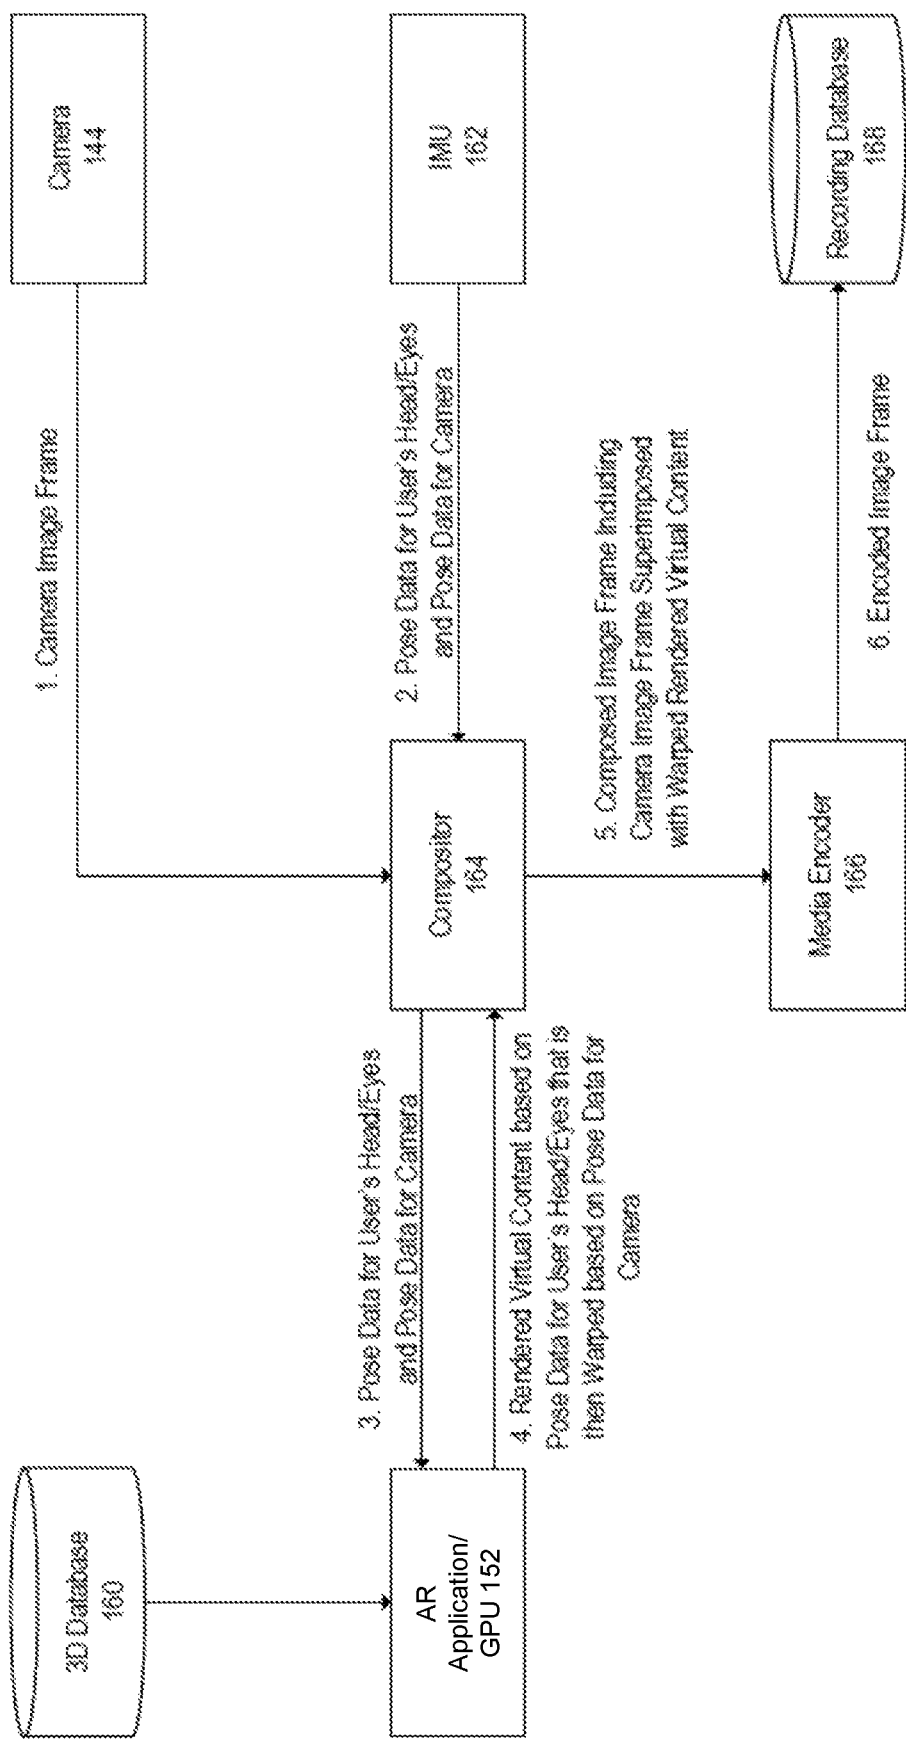 3D Database
160
1. Camera Image Frame
Camera
144
AR
Application/
GPU 152
3. Pose Data for User's Head/Eyes
and Pose Data for Camera
4. Rendered Virtual Content based on
Pose Data for User's Head/Eyes that is
then Warped based on Pose Data for
Camera
Compositor
164
2. Pose Data for User's Head/Eyes
and Pose Data for Camera
IMU
162
5. Composed Image Frame Including
Camera Image Frame Superimposed
with Warped Rendered Virtual Content
Media Encoder
166
6. Encoded Image Frame
Recording Database
168